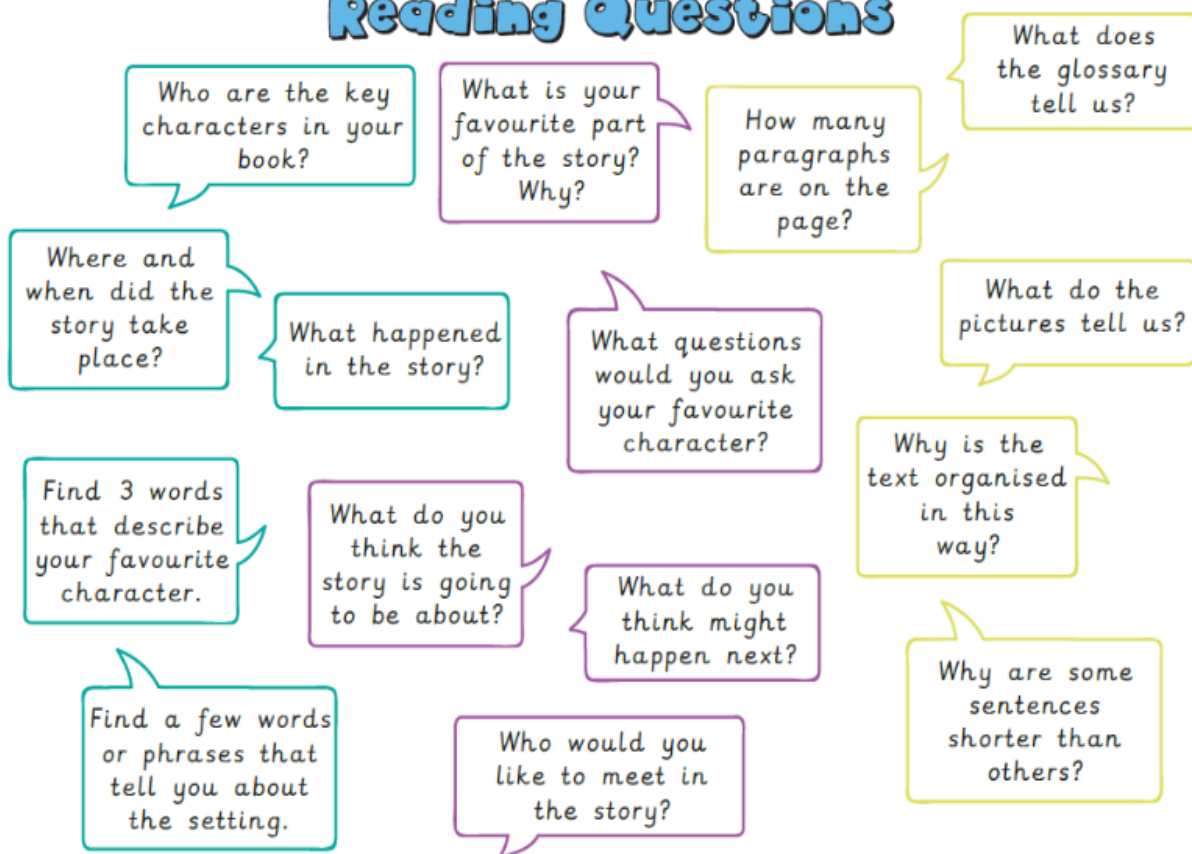 Reading Questions
Who are the key
characters in your
book?
What is your
favourite part
of the story?
Why?
How many
paragraphs
are on the
page?
What does
the glossary
tell us?
Where and
when did the
story take
place?
What happened
in the story?
What questions
would you ask
your favourite
character?
What do the
pictures tell us?
Find 3 words
that describe
your favourite
character.
What do you
think the
story is going
to be about?
What do you
think might
happen next?
Why is the
text organised
in this
way?
Find a few words
or phrases that
tell you about
the setting.
Who would you
like to meet in
the story?
Why are some
sentences
shorter than
others?